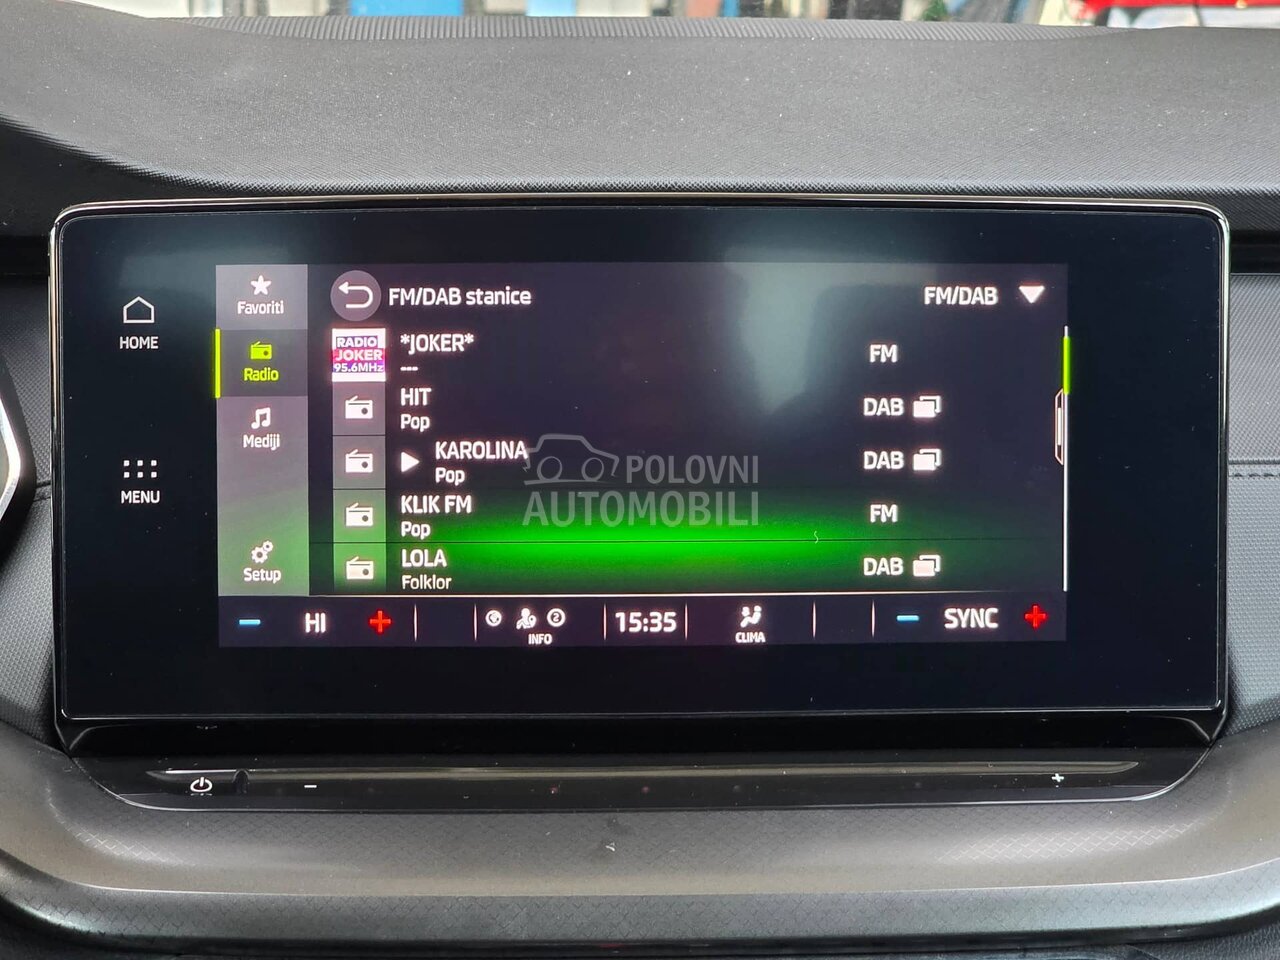 HOME
MENU
Favoriti
Radio
Mediji
Setup
FM/DAB stanice
FM/DAB
RADIO
JOKER
95.6MHz
*JOKER*
---
FM
HIT
Pop
DAB
KAROLINA
Pop
DAB
KLIK FM
Pop
FM
LOLA
Folklor
DAB
POLOVNI
AUTOMOBILI
− HI +
2
INFO
15:35
CLIMA
− SYNC +
− +